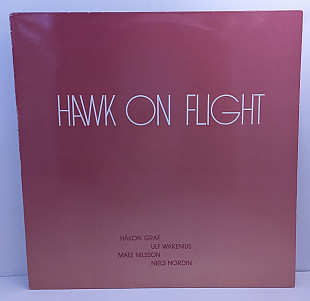 HAWK ON FLIGHT
HÅKON GRAF
ULF WAKENIUS
MATZ NILSSON
NIELS NORDIN